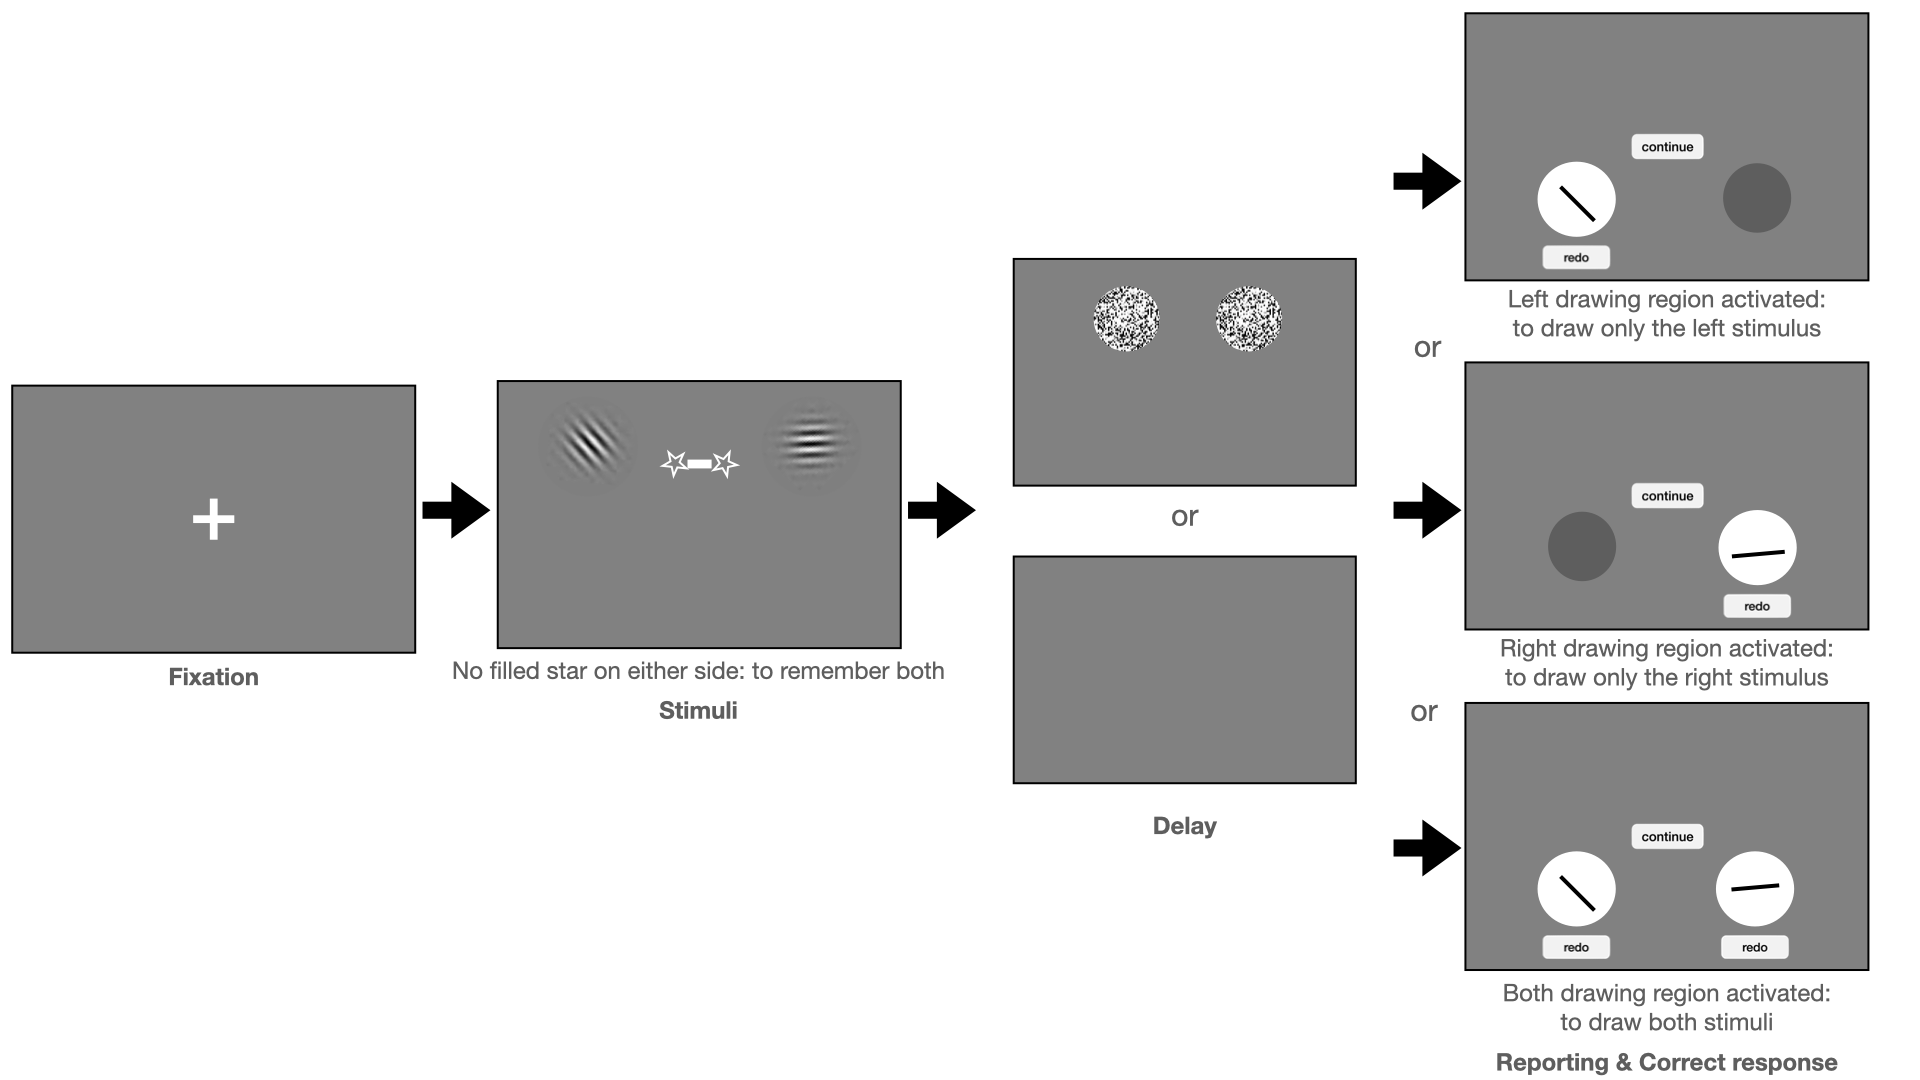 Fixation
No filled star on either side: to remember both
Stimuli
or
Delay
continue
redo
Left drawing region activated:
to draw only the left stimulus
or
continue
redo
Right drawing region activated:
to draw only the right stimulus
or
continue
redo
redo
Both drawing region activated:
to draw both stimuli
Reporting & Correct response